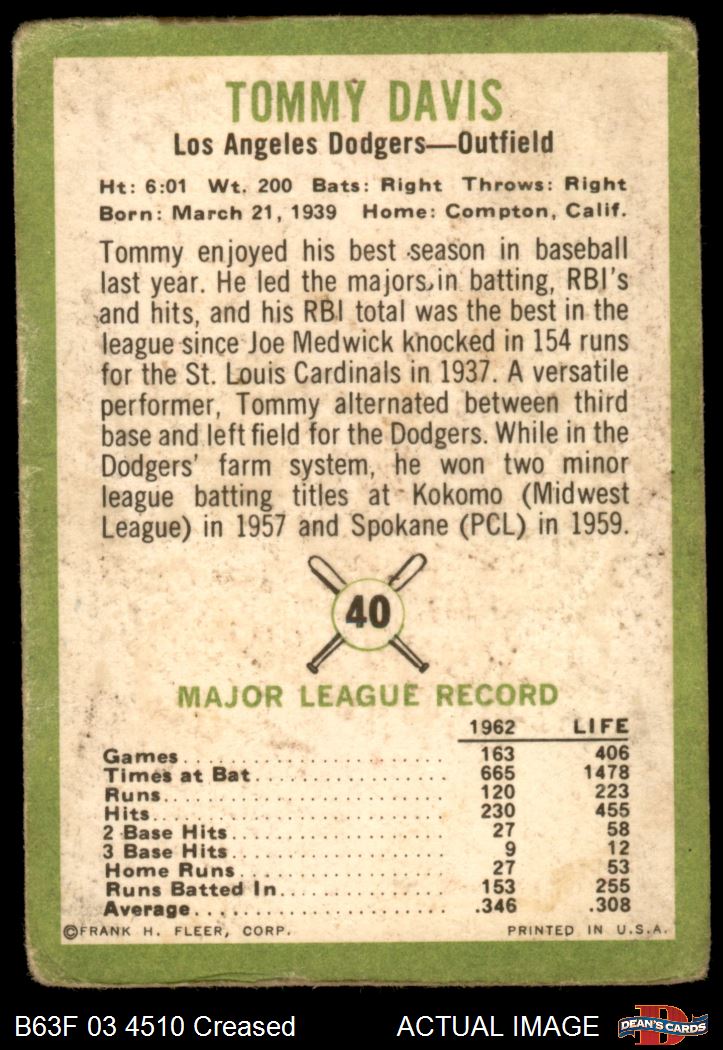 TOMMY DAVIS
Los Angeles Dodgers—Outfield
Ht: 6:01 Wt. 200 Bats: Right Throws: Right
Born: March 21, 1939 Home: Compton, Calif.
Tommy enjoyed his best season in baseball
last year. He led the majors in batting, RBI's
and hits, and his RBI total was the best in the
league since Joe Medwick knocked in 154 runs
for the St. Louis Cardinals in 1937. A versatile
performer, Tommy alternated between third
base and left field for the Dodgers. While in the
Dodgers' farm system, he won two minor
league batting titles at Kokomo (Midwest
League) in 1957 and Spokane (PCL) in 1959.
40
MAJOR LEAGUE RECORD
1962 LIFE
Games 163 406
Times at Bat 665 1478
Runs 120 223
Hits 230 455
2 Base Hits 27 58
3 Base Hits 9 12
Home Runs 27 53
Runs Batted In 153 255
Average .346 .308
©FRANK H. FLEER, CORP. PRINTED IN U.S.A.
B63F 03 4510 Creased ACTUAL IMAGE D DEAN'S CARDS